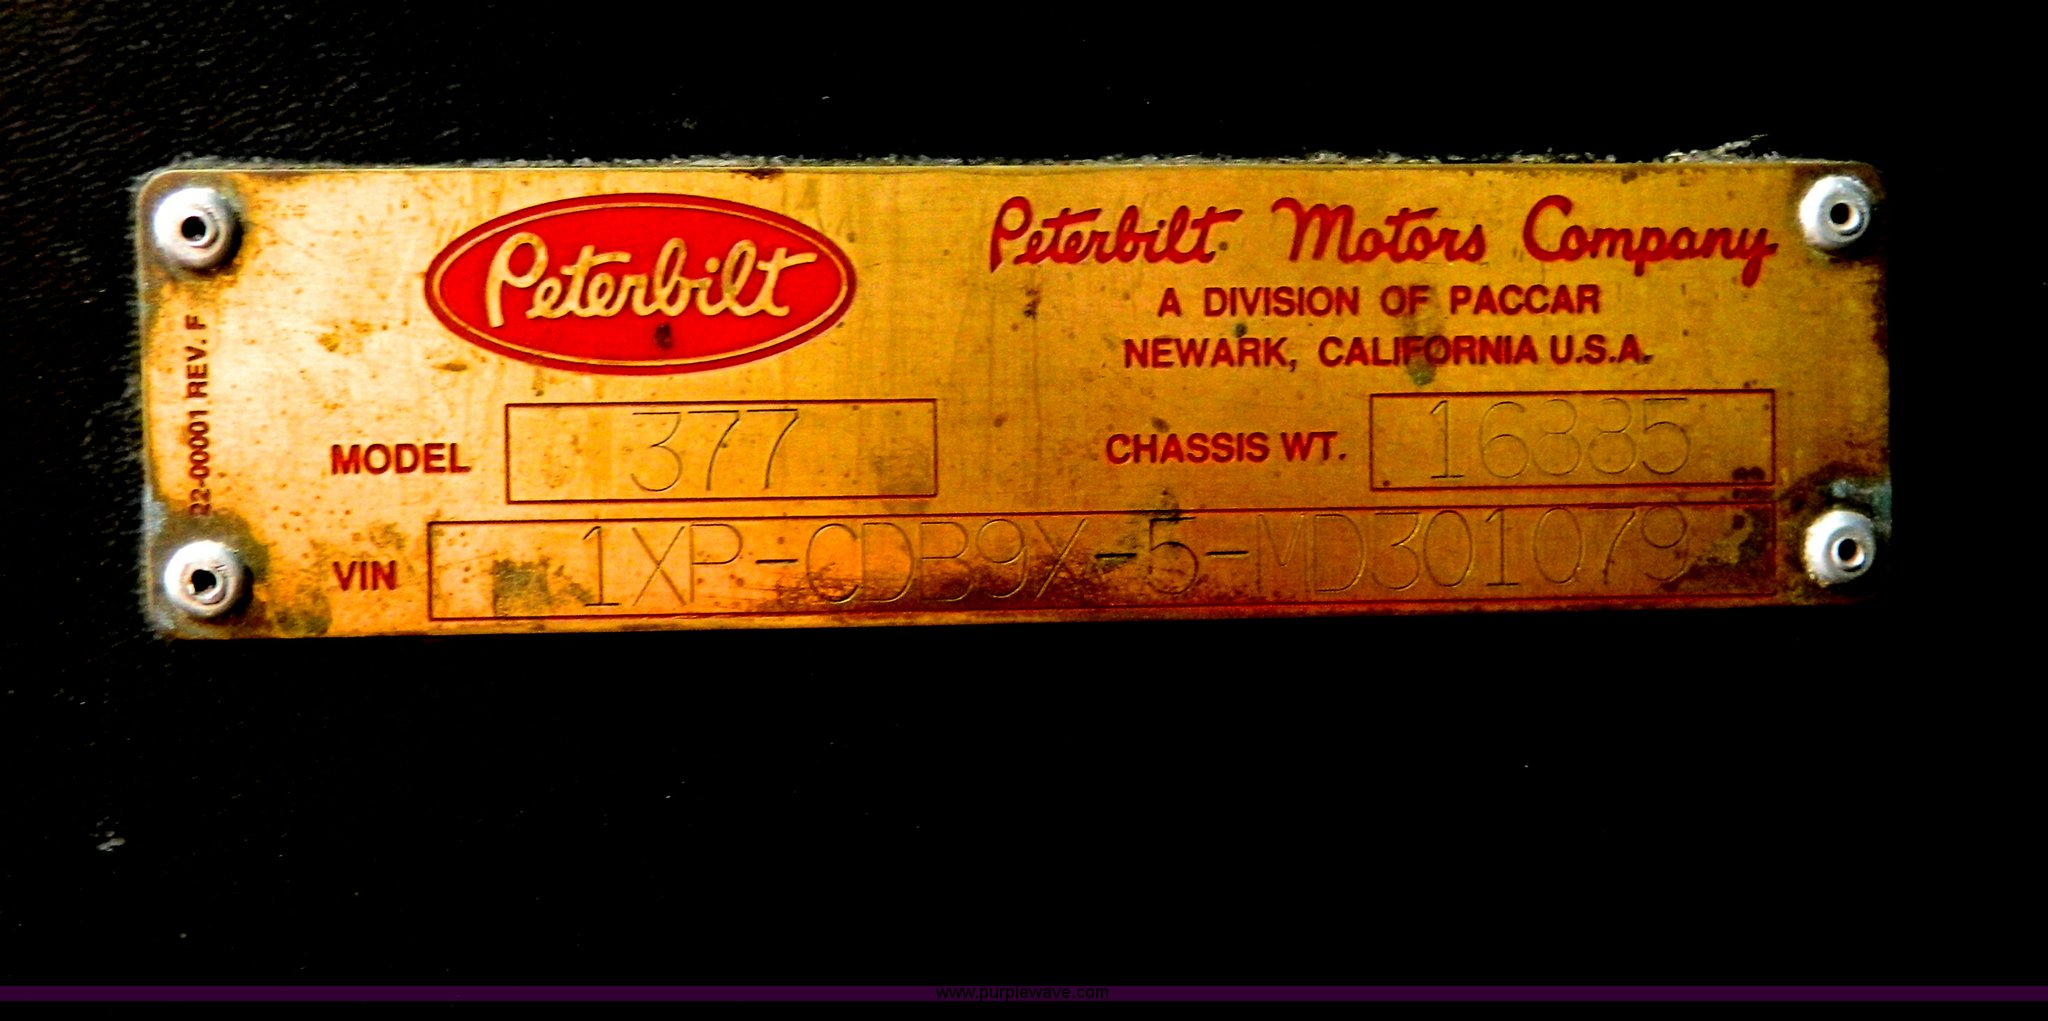 Peterbilt
Peterbilt Motors Company
A DIVISION OF PACCAR
NEWARK, CALIFORNIA U.S.A.
22-00001 REV. F
MODEL 377
CHASSIS WT.
VIN 1XP-CDB9X-5-MD301079
www.purplewave.com